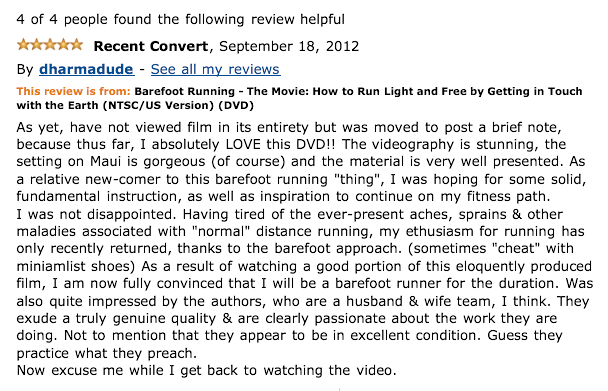 4 of 4 people found the following review helpful
Recent Convert, September 18, 2012
By dharmadude - See all my reviews
This review is from: Barefoot Running - The Movie: How to Run Light and Free by Getting in Touch
with the Earth (NTSC/US Version) (DVD)
As yet, have not viewed film in its entirety but was moved to post a brief note,
because thus far, I absolutely LOVE this DVD!! The videography is stunning, the
setting on Maui is gorgeous (of course) and the material is very well presented. As
a relative new-comer to this barefoot running "thing", I was hoping for some solid,
fundamental instruction, as well as inspiration to continue on my fitness path.
I was not disappointed. Having tired of the ever-present aches, sprains & other
maladies associated with "normal" distance running, my ethusiasm for running has
only recently returned, thanks to the barefoot approach. (sometimes "cheat" with
miniamlist shoes) As a result of watching a good portion of this eloquently produced
film, I am now fully convinced that I will be a barefoot runner for the duration. Was
also quite impressed by the authors, who are a husband & wife team, I think. They
exude a truly genuine quality & are clearly passionate about the work they are
doing. Not to mention that they appear to be in excellent condition. Guess they
practice what they preach.
Now excuse me while I get back to watching the video.